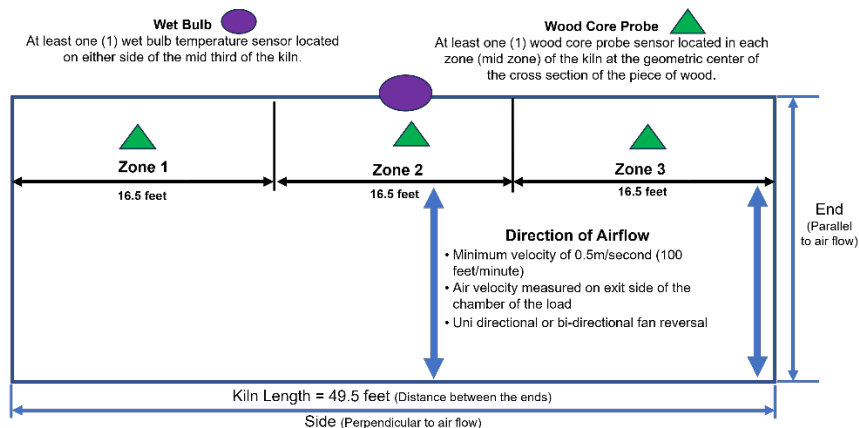 Wet Bulb
At least one (1) wet bulb temperature sensor located
on either side of the mid third of the kiln.
Wood Core Probe
At least one (1) wood core probe sensor located in each
zone (mid zone) of the kiln at the geometric center of
the cross section of the piece of wood.
Zone 1
Zone 2
Zone 3
16.5 feet
16.5 feet
16.5 feet
End
(Parallel
to air flow)
Direction of Airflow
• Minimum velocity of 0.5m/second (100
feet/minute)
• Air velocity measured on exit side of the
chamber of the load
• Uni directional or bi-directional fan reversal
Kiln Length = 49.5 feet (Distance between the ends)
Side (Perpendicular to air flow)